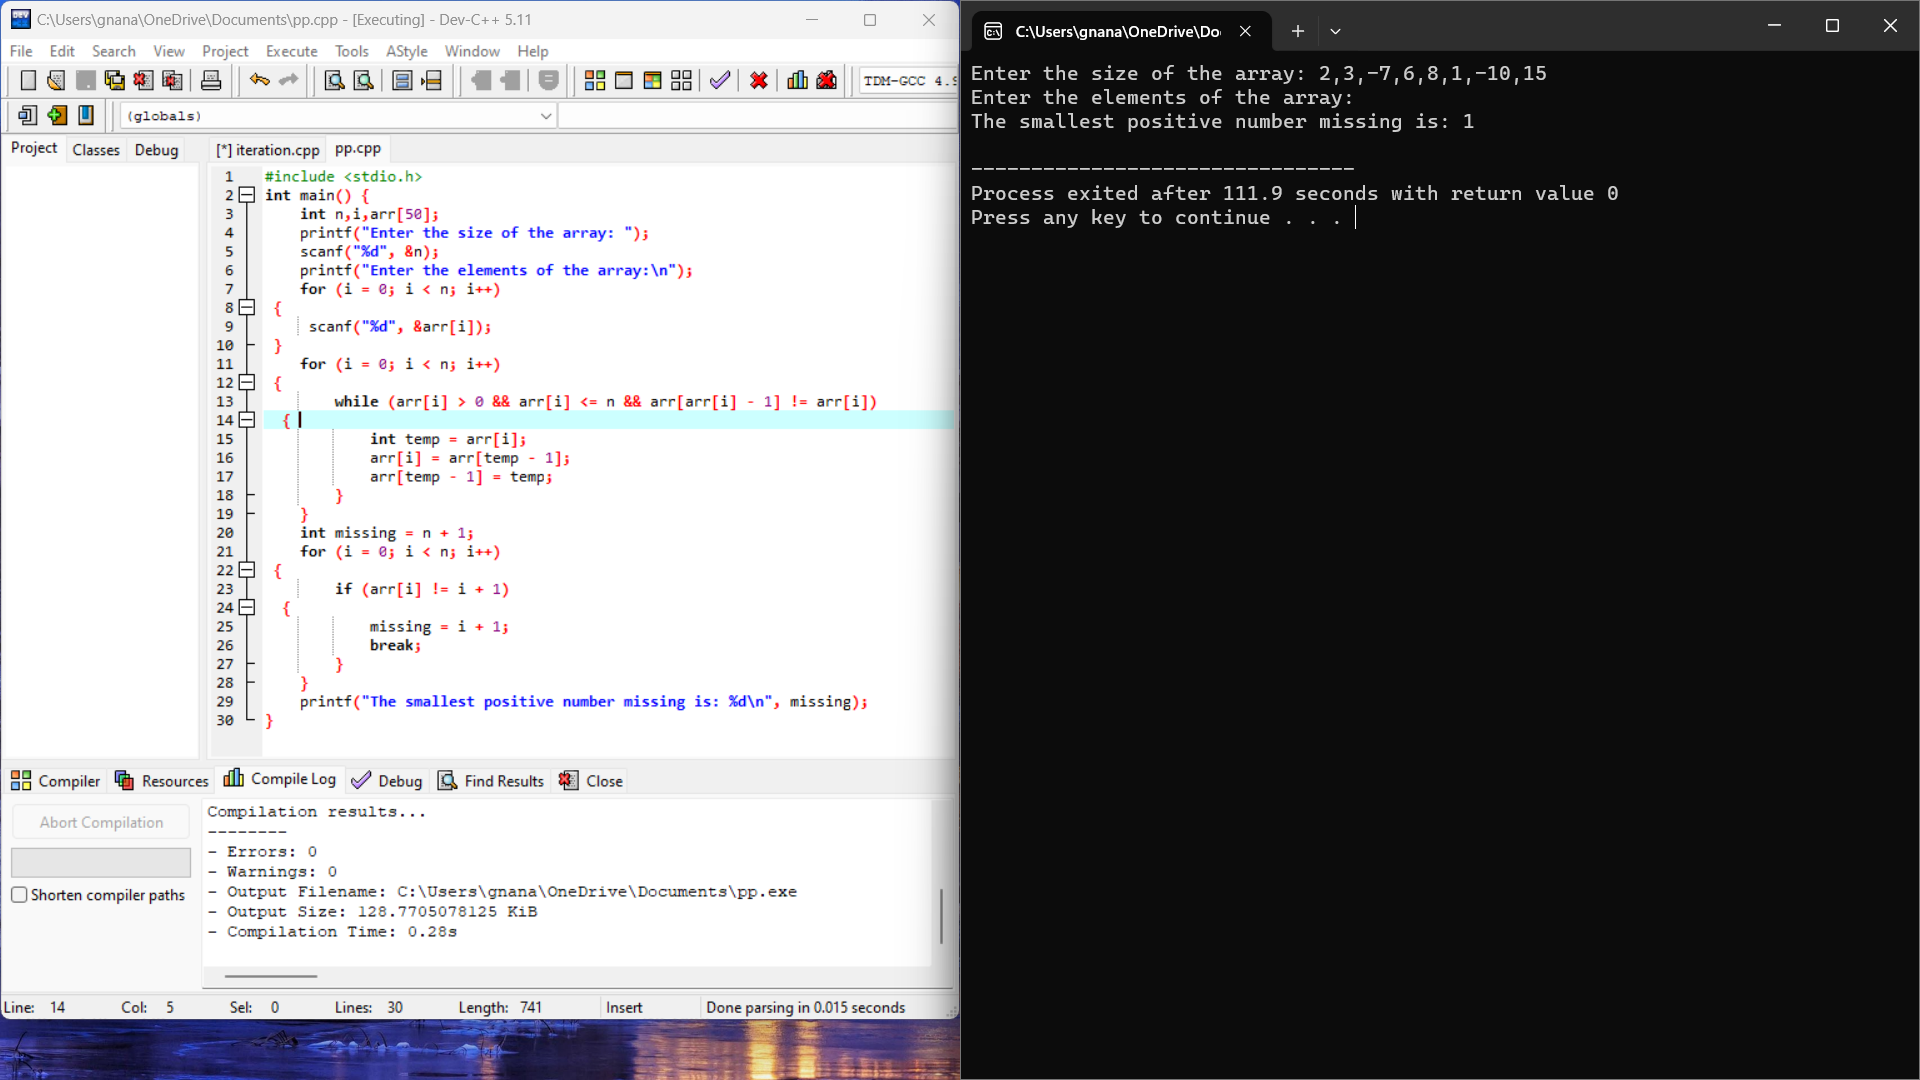 C:\Users\gnana\OneDrive\Documents\pp.cpp - [Executing] - Dev-C++ 5.11
File Edit Search View Project Execute Tools AStyle Window Help
TDM-GCC 4.9
(globals)
Project Classes Debug
[*] iteration.cpp pp.cpp
1 #include <stdio.h>
2 int main() {
3 int n,i,arr[50];
4 printf("Enter the size of the array: ");
5 scanf("%d", &n);
6 printf("Enter the elements of the array:\n");
7 for (i = 0; i < n; i++)
8 {
9 scanf("%d", &arr[i]);
10 }
11 for (i = 0; i < n; i++)
12 {
13 while (arr[i] > 0 && arr[i] <= n && arr[arr[i] - 1] != arr[i])
14 {
15 int temp = arr[i];
16 arr[i] = arr[temp - 1];
17 arr[temp - 1] = temp;
18 }
19 }
20 int missing = n + 1;
21 for (i = 0; i < n; i++)
22 {
23 if (arr[i] != i + 1)
24 {
25 missing = i + 1;
26 break;
27 }
28 }
29 printf("The smallest positive number missing is: %d\n", missing);
30 }
Compiler Resources Compile Log Debug Find Results Close
Abort Compilation
Shorten compiler paths
Compilation results...
--------
- Errors: 0
- Warnings: 0
- Output Filename: C:\Users\gnana\OneDrive\Documents\pp.exe
- Output Size: 128.7705078125 KiB
- Compilation Time: 0.28s
Line: 14 Col: 5 Sel: 0 Lines: 30 Length: 741 Insert Done parsing in 0.015 seconds
C:\Users\gnana\OneDrive\Do
Enter the size of the array: 2,3,-7,6,8,1,-10,15
Enter the elements of the array:
The smallest positive number missing is: 1
--------------------------------
Process exited after 111.9 seconds with return value 0
Press any key to continue . . .